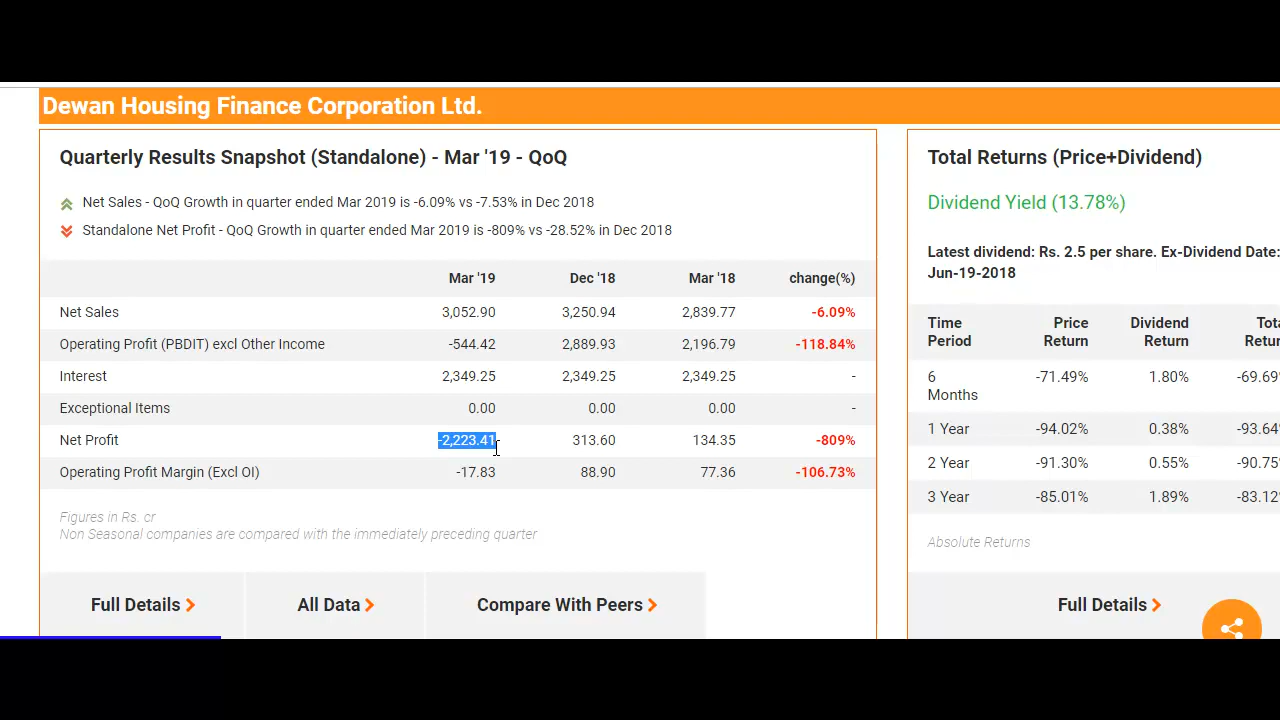 Dewan Housing Finance Corporation Ltd.
Quarterly Results Snapshot (Standalone) - Mar '19 - QoQ
Net Sales - QoQ Growth in quarter ended Mar 2019 is -6.09% vs -7.53% in Dec 2018
Standalone Net Profit - QoQ Growth in quarter ended Mar 2019 is -809% vs -28.52% in Dec 2018
Mar '19 Dec '18 Mar '18 change(%)
Net Sales 3,052.90 3,250.94 2,839.77 -6.09%
Operating Profit (PBDIT) excl Other Income -544.42 2,889.93 2,196.79 -118.84%
Interest 2,349.25 2,349.25 2,349.25 -
Exceptional Items 0.00 0.00 0.00 -
Net Profit -2,223.41 313.60 134.35 -809%
Operating Profit Margin (Excl OI) -17.83 88.90 77.36 -106.73%
Figures in Rs. cr
Non Seasonal companies are compared with the immediately preceding quarter
Full Details All Data Compare With Peers
Total Returns (Price+Dividend)
Dividend Yield (13.78%)
Latest dividend: Rs. 2.5 per share. Ex-Dividend Date:
Jun-19-2018
Time Price Dividend
Period Return Return
6 -71.49% 1.80% -69.69%
Months
1 Year -94.02% 0.38% -93.64
2 Year -91.30% 0.55% -90.75
3 Year -85.01% 1.89% -83.12
Absolute Returns
Full Details